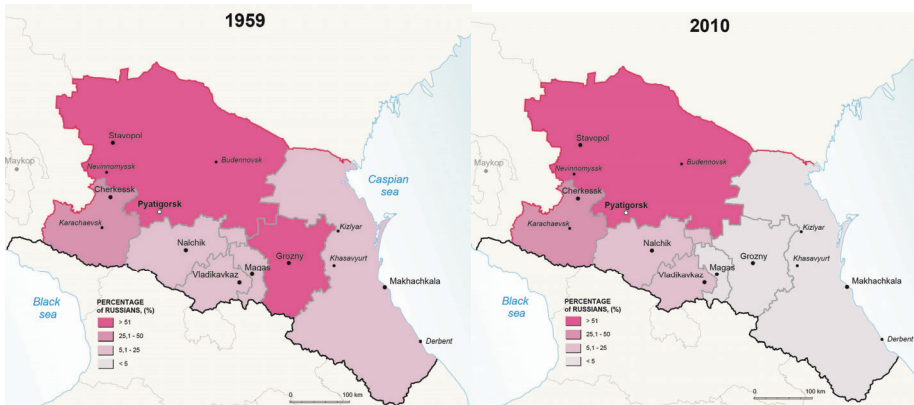 1959
Stavopol
Budennovsk
Maykop
Nevinnomyssk
Cherkessk
Caspian
sea
Pyatigorsk
Karachaevsk
Kizlyar
Nalchik
Grozny
Khasavyurt
Magas
Vladikavkaz
Makhachkala
Black
sea
PERCENTAGE
of RUSSIANS, (%)
> 51
25,1 - 50
5,1 - 25
< 5
Derbent
0
100 km
2010
Stavopol
Budennovsk
Maykop
Nevinnomyssk
Cherkessk
Caspian
sea
Pyatigorsk
Karachaevsk
Kizlyar
Nalchik
Grozny
Khasavyurt
Magas
Vladikavkaz
Makhachkala
Black
sea
PERCENTAGE
of RUSSIANS, (%)
> 51
25,1 - 50
5,1 - 25
< 5
Derbent
0
100 km